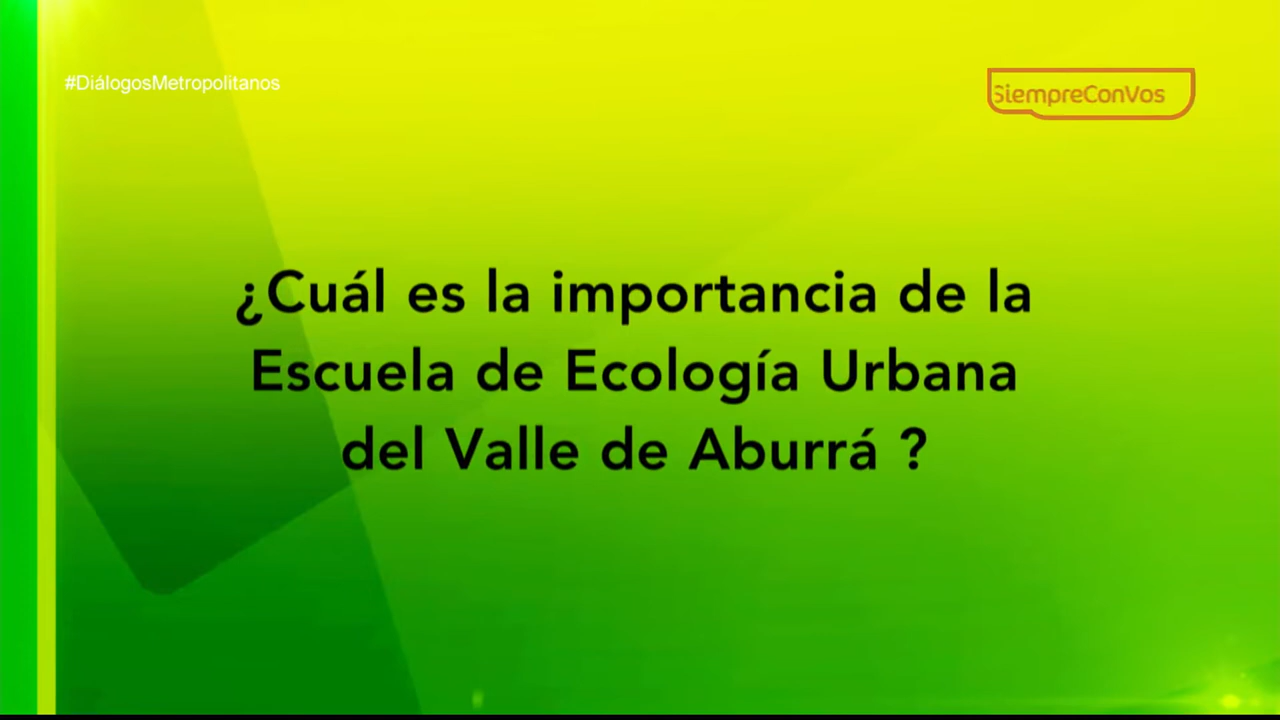 #DiálogosMetropolitanos
SiempreConVos
¿Cuál es la importancia de la
Escuela de Ecología Urbana
del Valle de Aburrá ?